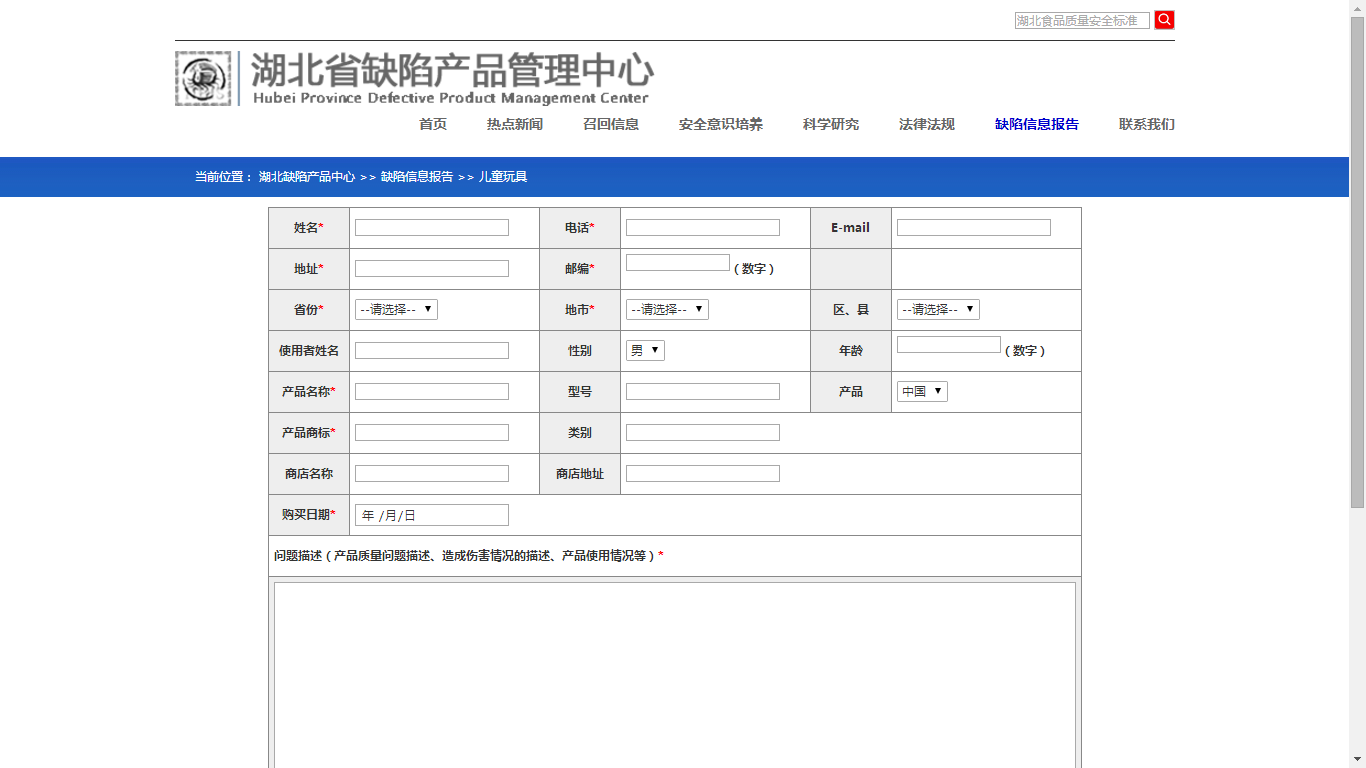 湖北食品质量安全标准
湖北省缺陷产品管理中心
Hubei Province Defective Product Management Center
首页 热点新闻 召回信息 安全意识培养 科学研究 法律法规 缺陷信息报告 联系我们
当前位置： 湖北缺陷产品中心 >> 缺陷信息报告 >> 儿童玩具
姓名* 电话* E-mail
地址* 邮编* （数字）
省份* --请选择-- 地市* --请选择-- 区、县 --请选择--
使用者姓名 性别 男 年龄 （数字）
产品名称* 型号 产品 中国
产品商标* 类别
商店名称 商店地址
购买日期* 年 /月/日
问题描述（产品质量问题描述、造成伤害情况的描述、产品使用情况等）*